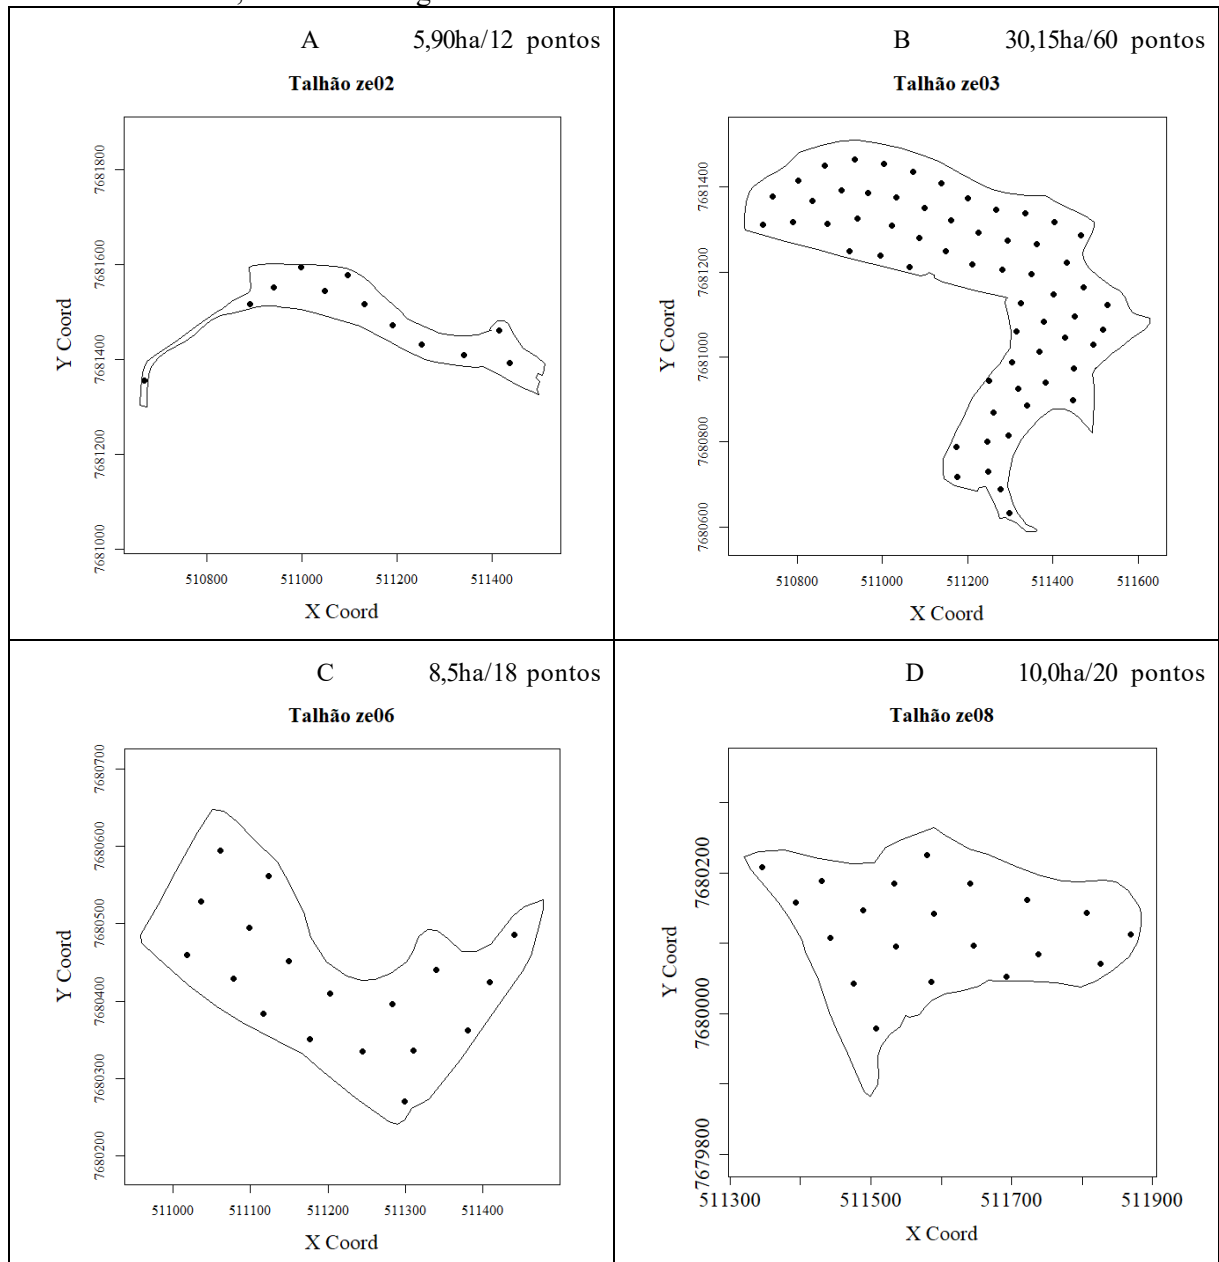 A 5,90ha/12 pontos
Talhão ze02
7681800
7681600
7681400
7681200
7681000
Y Coord
510800 511000 511200 511400
X Coord
B 30,15ha/60 pontos
Talhão ze03
7681400
7681200
7681000
7680800
7680600
Y Coord
510800 511000 511200 511400 511600
X Coord
C 8,5ha/18 pontos
Talhão ze06
7680700
7680600
7680500
7680400
7680300
7680200
Y Coord
511000 511100 511200 511300 511400
X Coord
D 10,0ha/20 pontos
Talhão ze08
7680200
7680000
7679800
Y Coord
511300 511500 511700 511900
X Coord